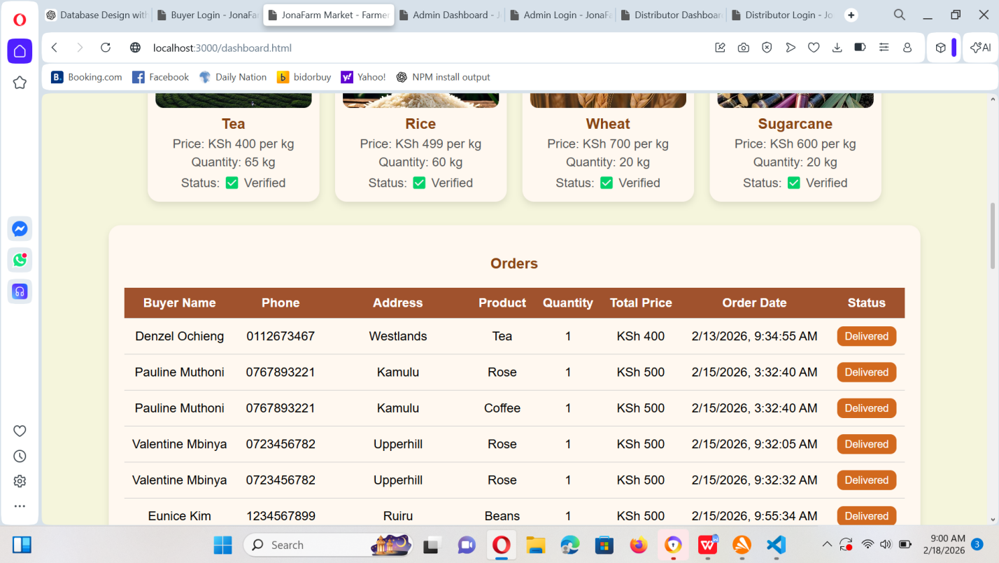 Database Design with
Buyer Login - JonaFa
JonaFarm Market - Farmer
Admin Dashboard - J
Admin Login - JonaFa
Distributor Dashboar
Distributor Login - Jo
localhost:3000/dashboard.html
AI
B. Booking.com
Facebook
Daily Nation
b bidorbuy
y! Yahoo!
NPM install output
Tea
Price: KSh 400 per kg
Quantity: 65 kg
Status: ✅ Verified
Rice
Price: KSh 499 per kg
Quantity: 60 kg
Status: ✅ Verified
Wheat
Price: KSh 700 per kg
Quantity: 20 kg
Status: ✅ Verified
Sugarcane
Price: KSh 600 per kg
Quantity: 20 kg
Status: ✅ Verified
Orders
Buyer Name Phone Address Product Quantity Total Price Order Date Status
Denzel Ochieng 0112673467 Westlands Tea 1 KSh 400 2/13/2026, 9:34:55 AM Delivered
Pauline Muthoni 0767893221 Kamulu Rose 1 KSh 500 2/15/2026, 3:32:40 AM Delivered
Pauline Muthoni 0767893221 Kamulu Coffee 1 KSh 500 2/15/2026, 3:32:40 AM Delivered
Valentine Mbinya 0723456782 Upperhill Rose 1 KSh 500 2/15/2026, 9:32:05 AM Delivered
Valentine Mbinya 0723456782 Upperhill Rose 1 KSh 500 2/15/2026, 9:32:32 AM Delivered
Eunice Kim 1234567899 Ruiru Beans 1 KSh 500 2/15/2026, 9:55:34 AM Delivered
Search
9:00 AM
2/18/2026
3